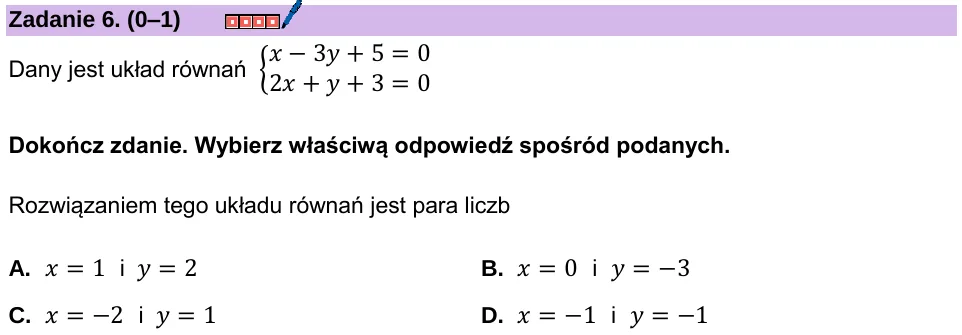 Zadanie 6. (0–1)
Dany jest układ równań {x − 3y + 5 = 0
2x + y + 3 = 0
Dokończ zdanie. Wybierz właściwą odpowiedź spośród podanych.
Rozwiązaniem tego układu równań jest para liczb
A. x = 1 i y = 2 B. x = 0 i y = −3
C. x = −2 i y = 1 D. x = −1 i y = −1